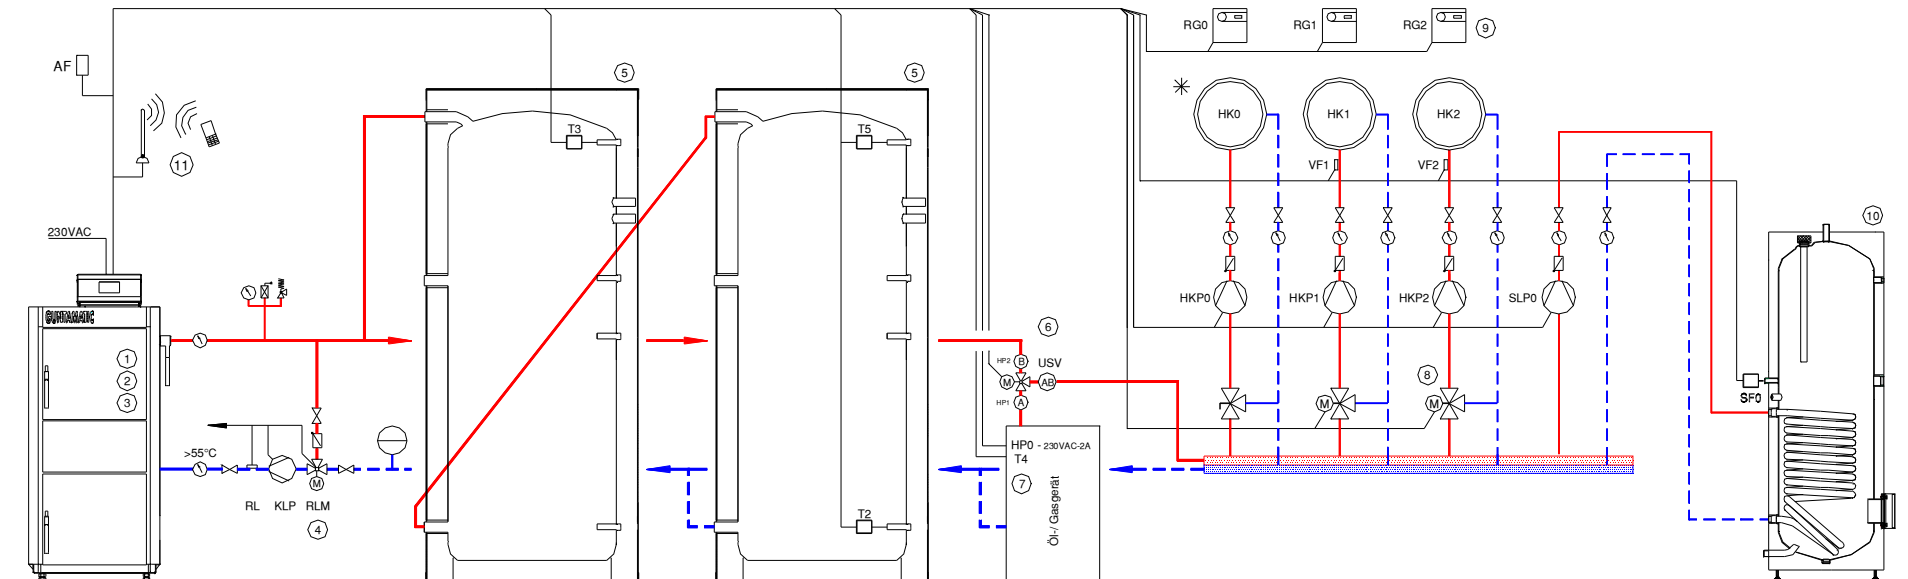 RG0
RG1
RG2
9
AF
5
5
*
HK0
HK1
HK2
T3
T5
11
VF1
VF2
10
230VAC
HKP0
HKP1
HKP2
SLP0
GUNTAMATIC
6
1
2
3
HP2
B
USV
M
AB
HP1
A
8
M
M
SF0
>55°C
HP0 - 230VAC-2A
T4
7
M
RL
KLP
RLM
4
T2
Öl-/ Gasgerät